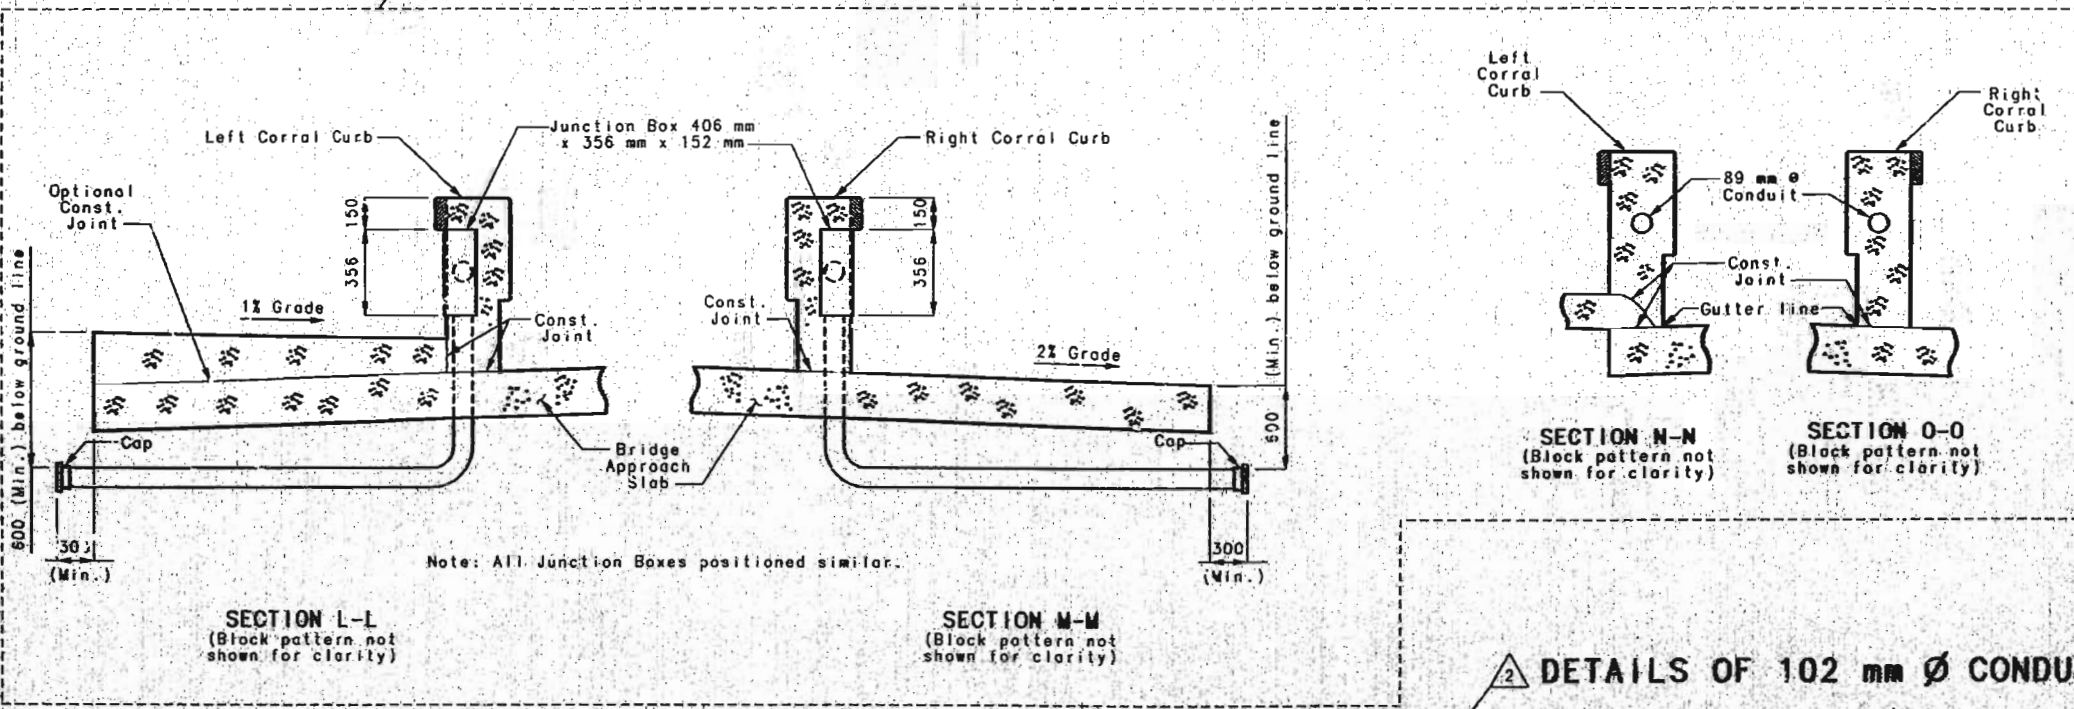 Left Corral Curb
Junction Box 406 mm
x 356 mm x 152 mm
Right Corral Curb
Optional
Const.
Joint
150
356
150
356
600 (Min.) below ground line
1% Grade
Const.
Joint
Const.
Joint
2% Grade
600 (Min.) below ground line
Cap
Bridge
Approach
Slab
Cap
(Min.)
300
(Min.)
Note: All Junction Boxes positioned similar.
SECTION L-L
(Block pattern not
shown for clarity)
SECTION M-M
(Block pattern not
shown for clarity)
Left
Corral
Curb
Right
Corral
Curb
89 mm ø
Conduit
Const.
Joint
Gutter line
SECTION N-N
(Block pattern not
shown for clarity)
SECTION O-O
(Block pattern not
shown for clarity)
2 DETAILS OF 102 mm Ø CONDU